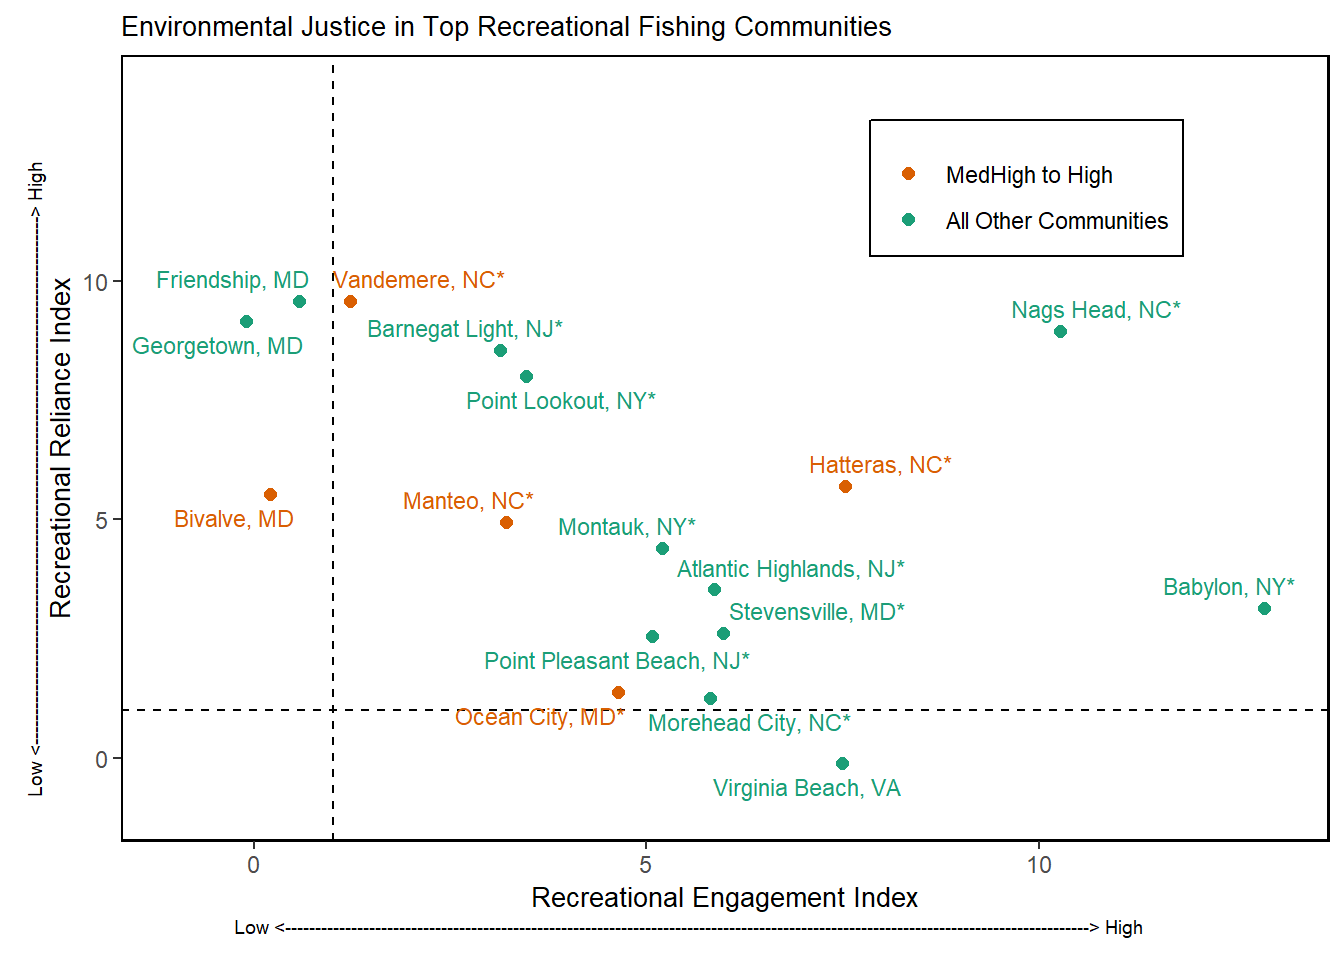 Environmental Justice in Top Recreational Fishing Communities
MedHigh to High
All Other Communities
Friendship, MD
Vandemere, NC*
Nags Head, NC*
Barnegat Light, NJ*
Georgetown, MD
Point Lookout, NY*
Hatteras, NC*
Manteo, NC*
Bivalve, MD
Montauk, NY*
Atlantic Highlands, NJ*
Babylon, NY*
Stevensville, MD*
Point Pleasant Beach, NJ*
Ocean City, MD*
Morehead City, NC*
Virginia Beach, VA
10
5
0
Recreational Reliance Index
Low <--------------------------------------------------------------------------------------------> High
0
5
10
Recreational Engagement Index
Low <--------------------------------------------------------------------------------------------------------------------------------------> High